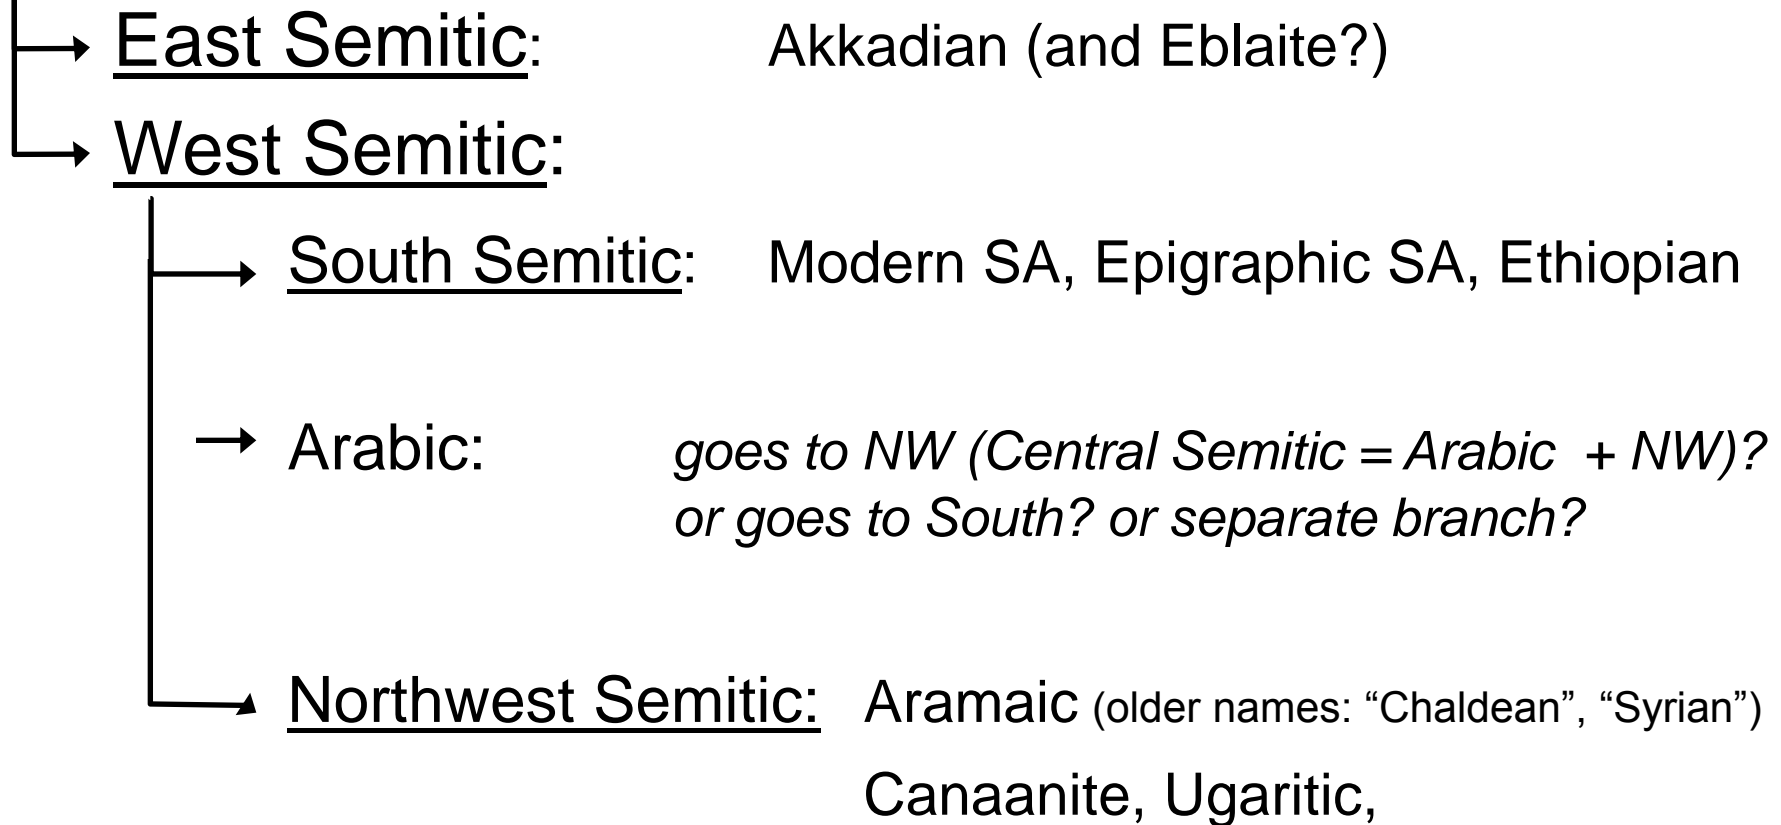 East Semitic: Akkadian (and Eblaite?)
West Semitic:
South Semitic: Modern SA, Epigraphic SA, Ethiopian
Arabic: goes to NW (Central Semitic = Arabic + NW)?
or goes to South? or separate branch?
Northwest Semitic: Aramaic (older names: “Chaldean”, “Syrian”)
Canaanite, Ugaritic,